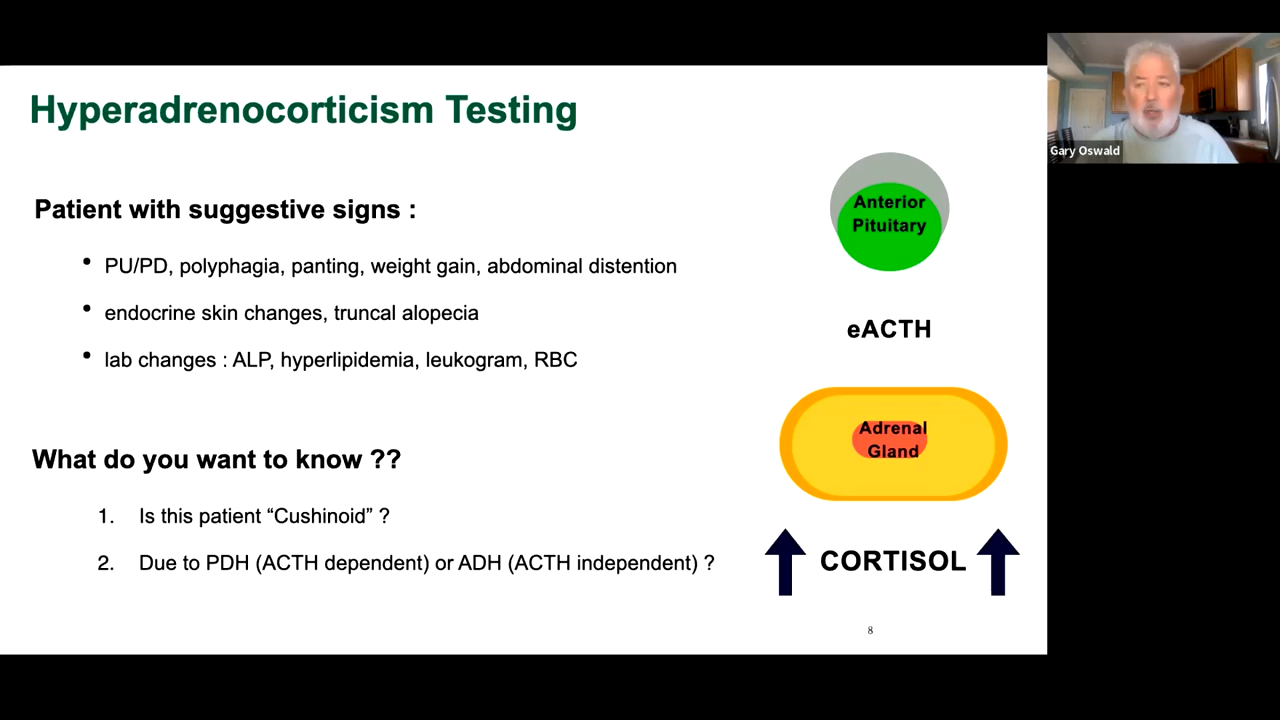 Hyperadrenocorticism Testing
Patient with suggestive signs :
• PU/PD, polyphagia, panting, weight gain, abdominal distention
• endocrine skin changes, truncal alopecia
• lab changes : ALP, hyperlipidemia, leukogram, RBC
What do you want to know ??
1. Is this patient “Cushinoid” ?
2. Due to PDH (ACTH dependent) or ADH (ACTH independent) ?
Anterior
Pituitary
eACTH
Adrenal
Gland
CORTISOL
8
Gary Oswald